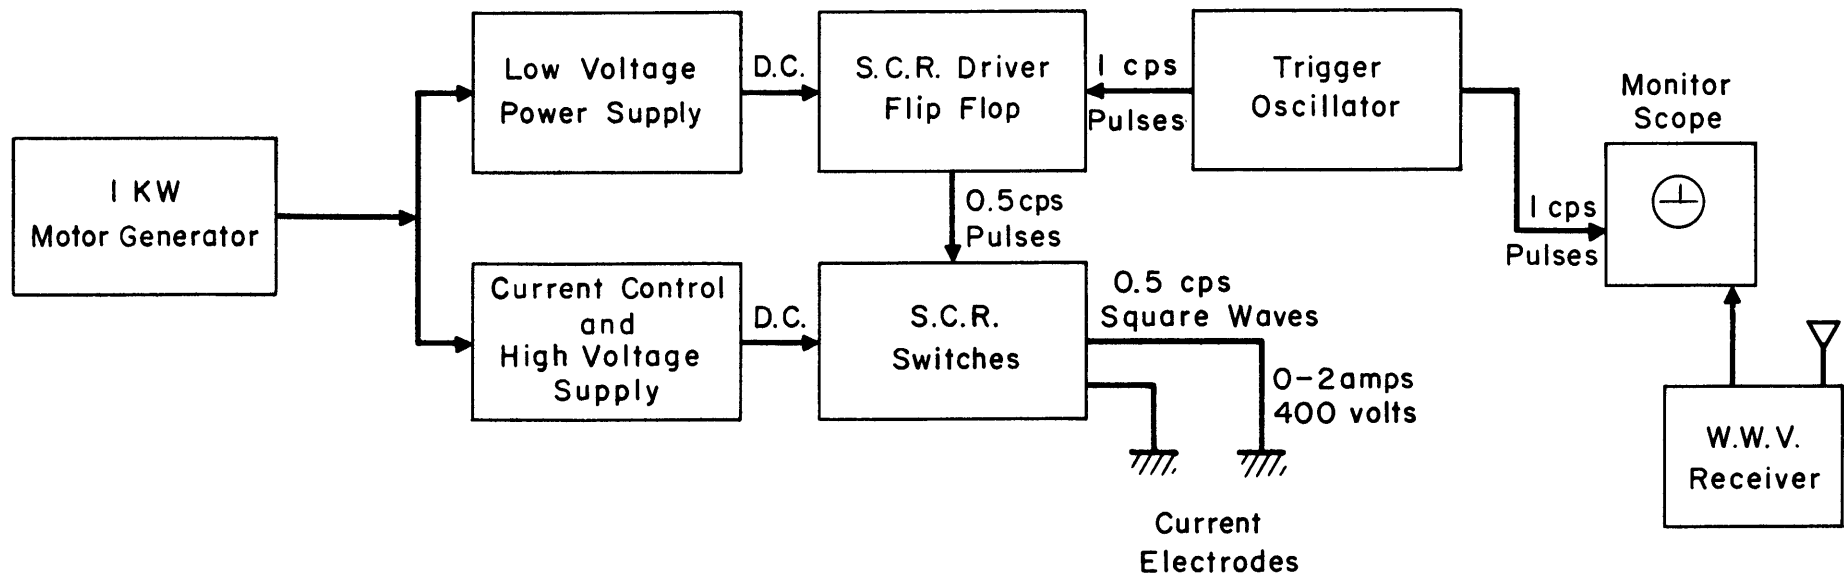 1 KW
Motor Generator
Low Voltage
Power Supply
D.C.
S.C.R. Driver
Flip Flop
1 cps
Pulses
Trigger
Oscillator
Monitor
Scope
1 cps
Pulses
0.5 cps
Pulses
Current Control
and
High Voltage
Supply
D.C.
S.C.R.
Switches
0.5 cps
Square Waves
0-2 amps
400 volts
Current
Electrodes
W.W.V.
Receiver